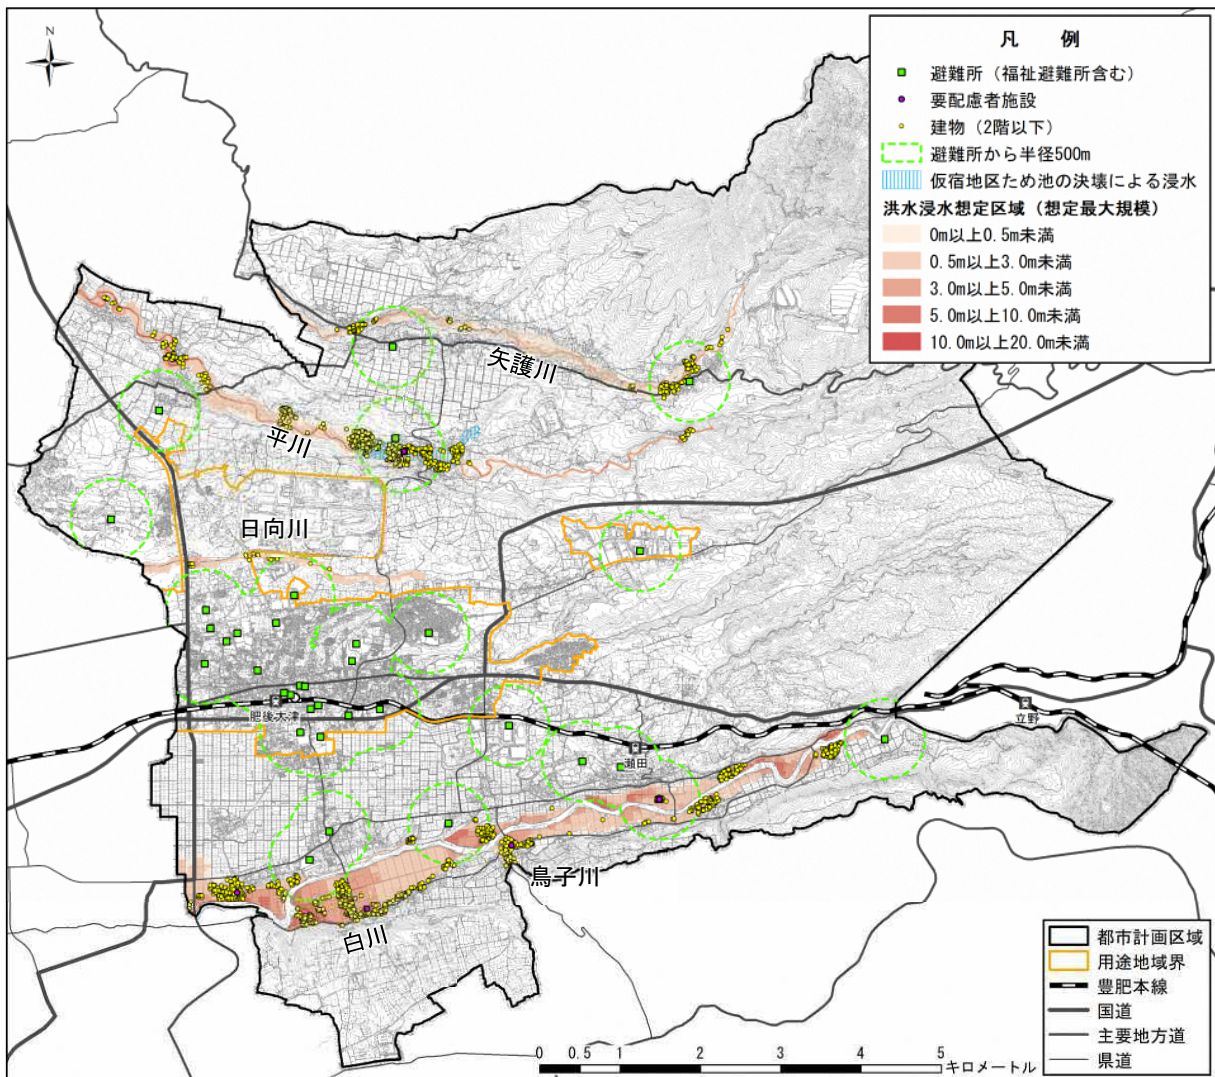 N
凡 例
避難所（福祉避難所含む）
要配慮者施設
建物（2階以下）
避難所から半径500m
仮宿地区ため池の決壊による浸水
洪水浸水想定区域（想定最大規模）
0m以上0.5m未満
0.5m以上3.0m未満
3.0m以上5.0m未満
5.0m以上10.0m未満
10.0m以上20.0m未満
矢護川
平川
日向川
肥後大津
瀬田
立野
鳥子川
白川
都市計画区域
用途地域界
豊肥本線
国道
主要地方道
県道
0 0.5 1 2 3 4 5 キロメートル